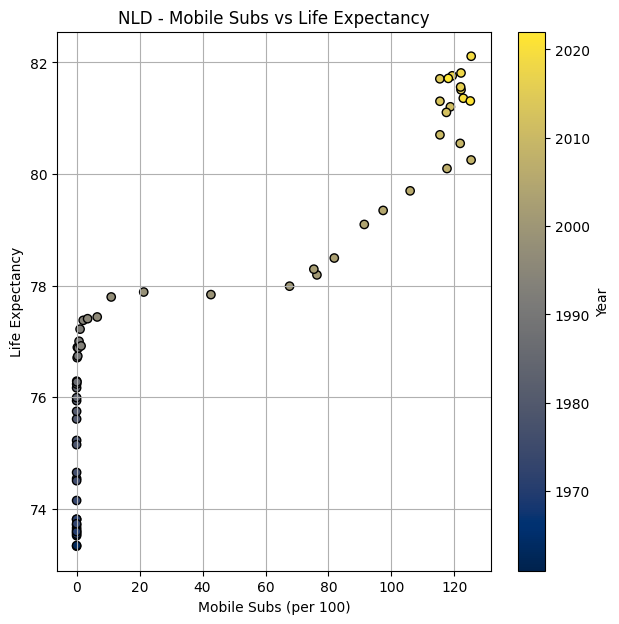 NLD - Mobile Subs vs Life Expectancy
82
80
78
76
74
Life Expectancy
0 20 40 60 80 100 120
Mobile Subs (per 100)
2020
2010
2000
1990
1980
1970
Year